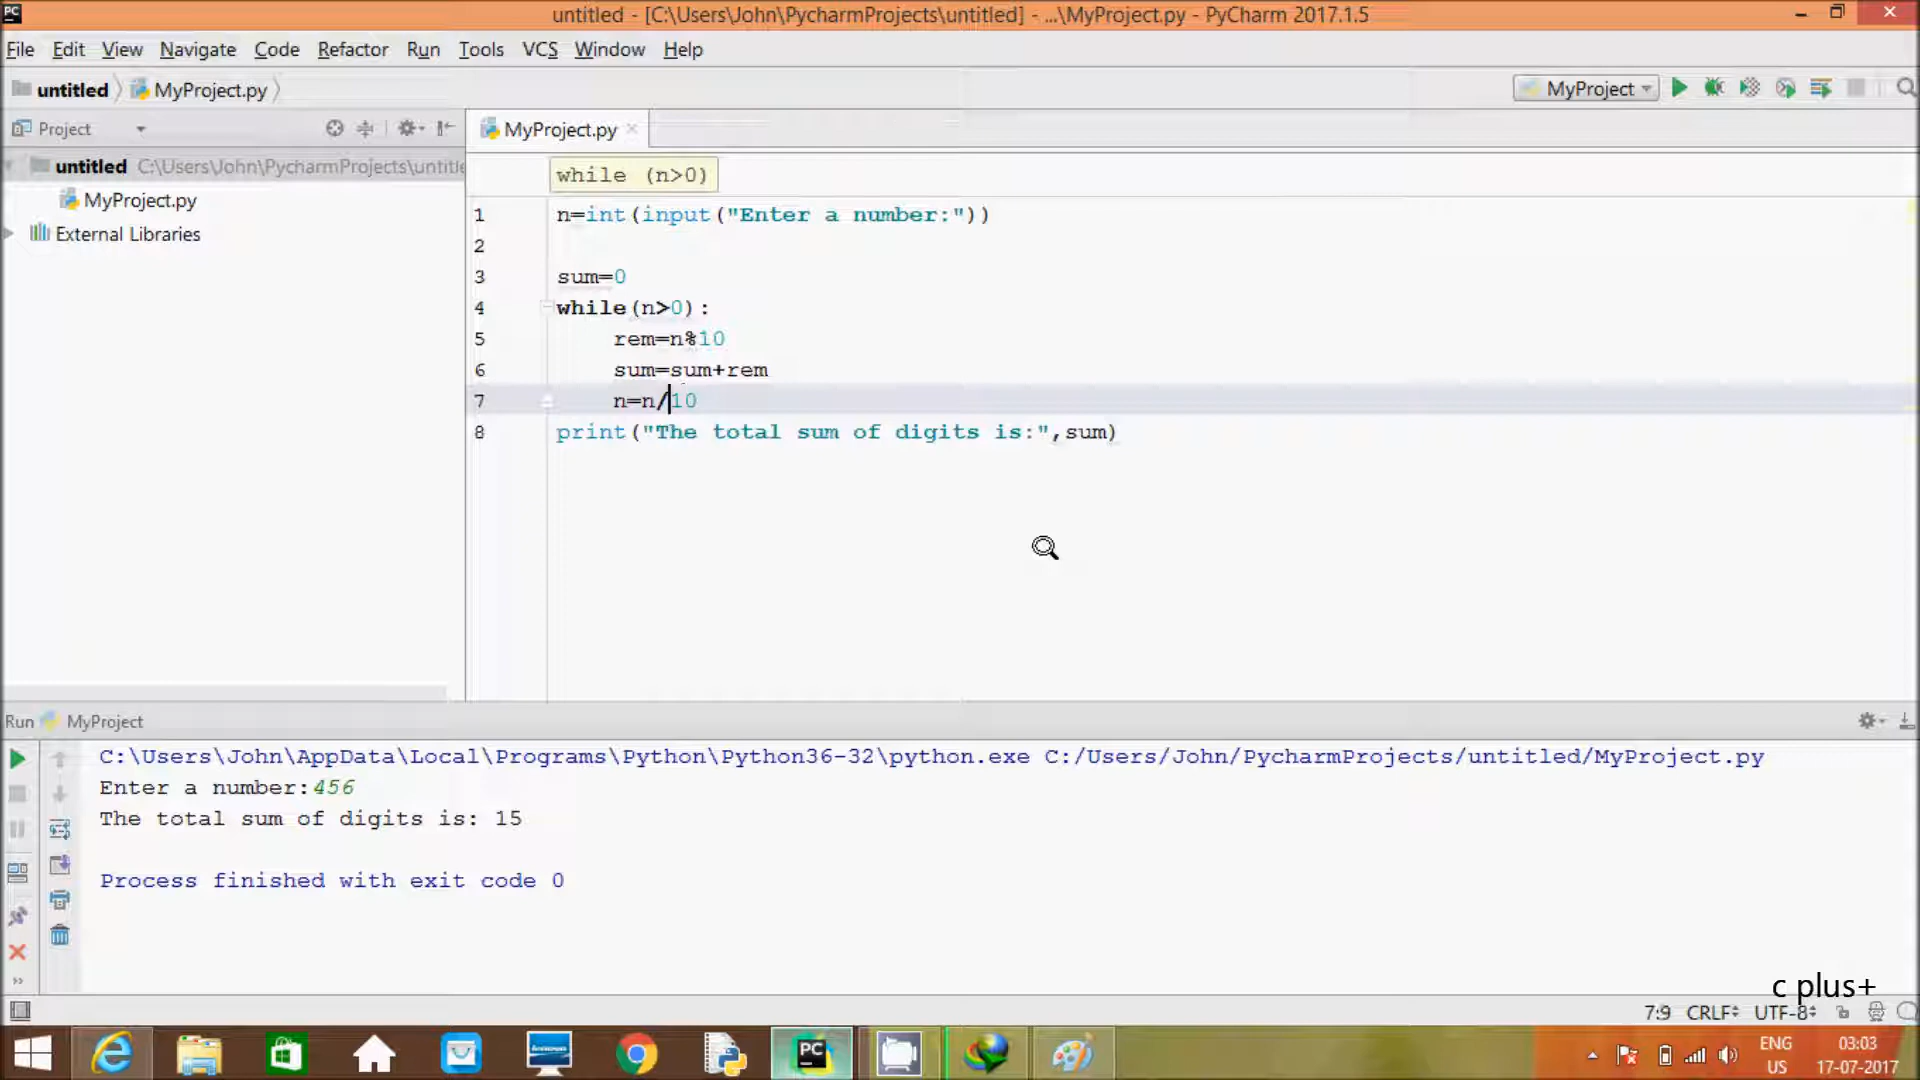 PC
untitled - [C:\Users\John\PycharmProjects\untitled] - ...\MyProject.py - PyCharm 2017.1.5
File Edit View Navigate Code Refactor Run Tools VCS Window Help
untitled MyProject.py
MyProject
Project
MyProject.py
untitled C:\Users\John\PycharmProjects\untitle
MyProject.py
External Libraries
while (n>0)
1 n=int(input("Enter a number:"))
2
3 sum=0
4 while(n>0):
5 rem=n%10
6 sum=sum+rem
7 n=n/10
8 print("The total sum of digits is:",sum)
Run MyProject
C:\Users\John\AppData\Local\Programs\Python\Python36-32\python.exe C:/Users/John/PycharmProjects/untitled/MyProject.py
Enter a number:456
The total sum of digits is: 15
Process finished with exit code 0
c plus+
7:9 CRLF UTF-8
PC
ENG
US
03:03
17-07-2017